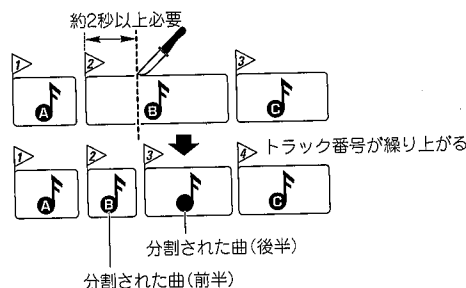 約2秒以上必要
1 2 3
A B C
1 2 3 4 トラック番号が繰り上がる
A B C
分割された曲(後半)
分割された曲(前半)